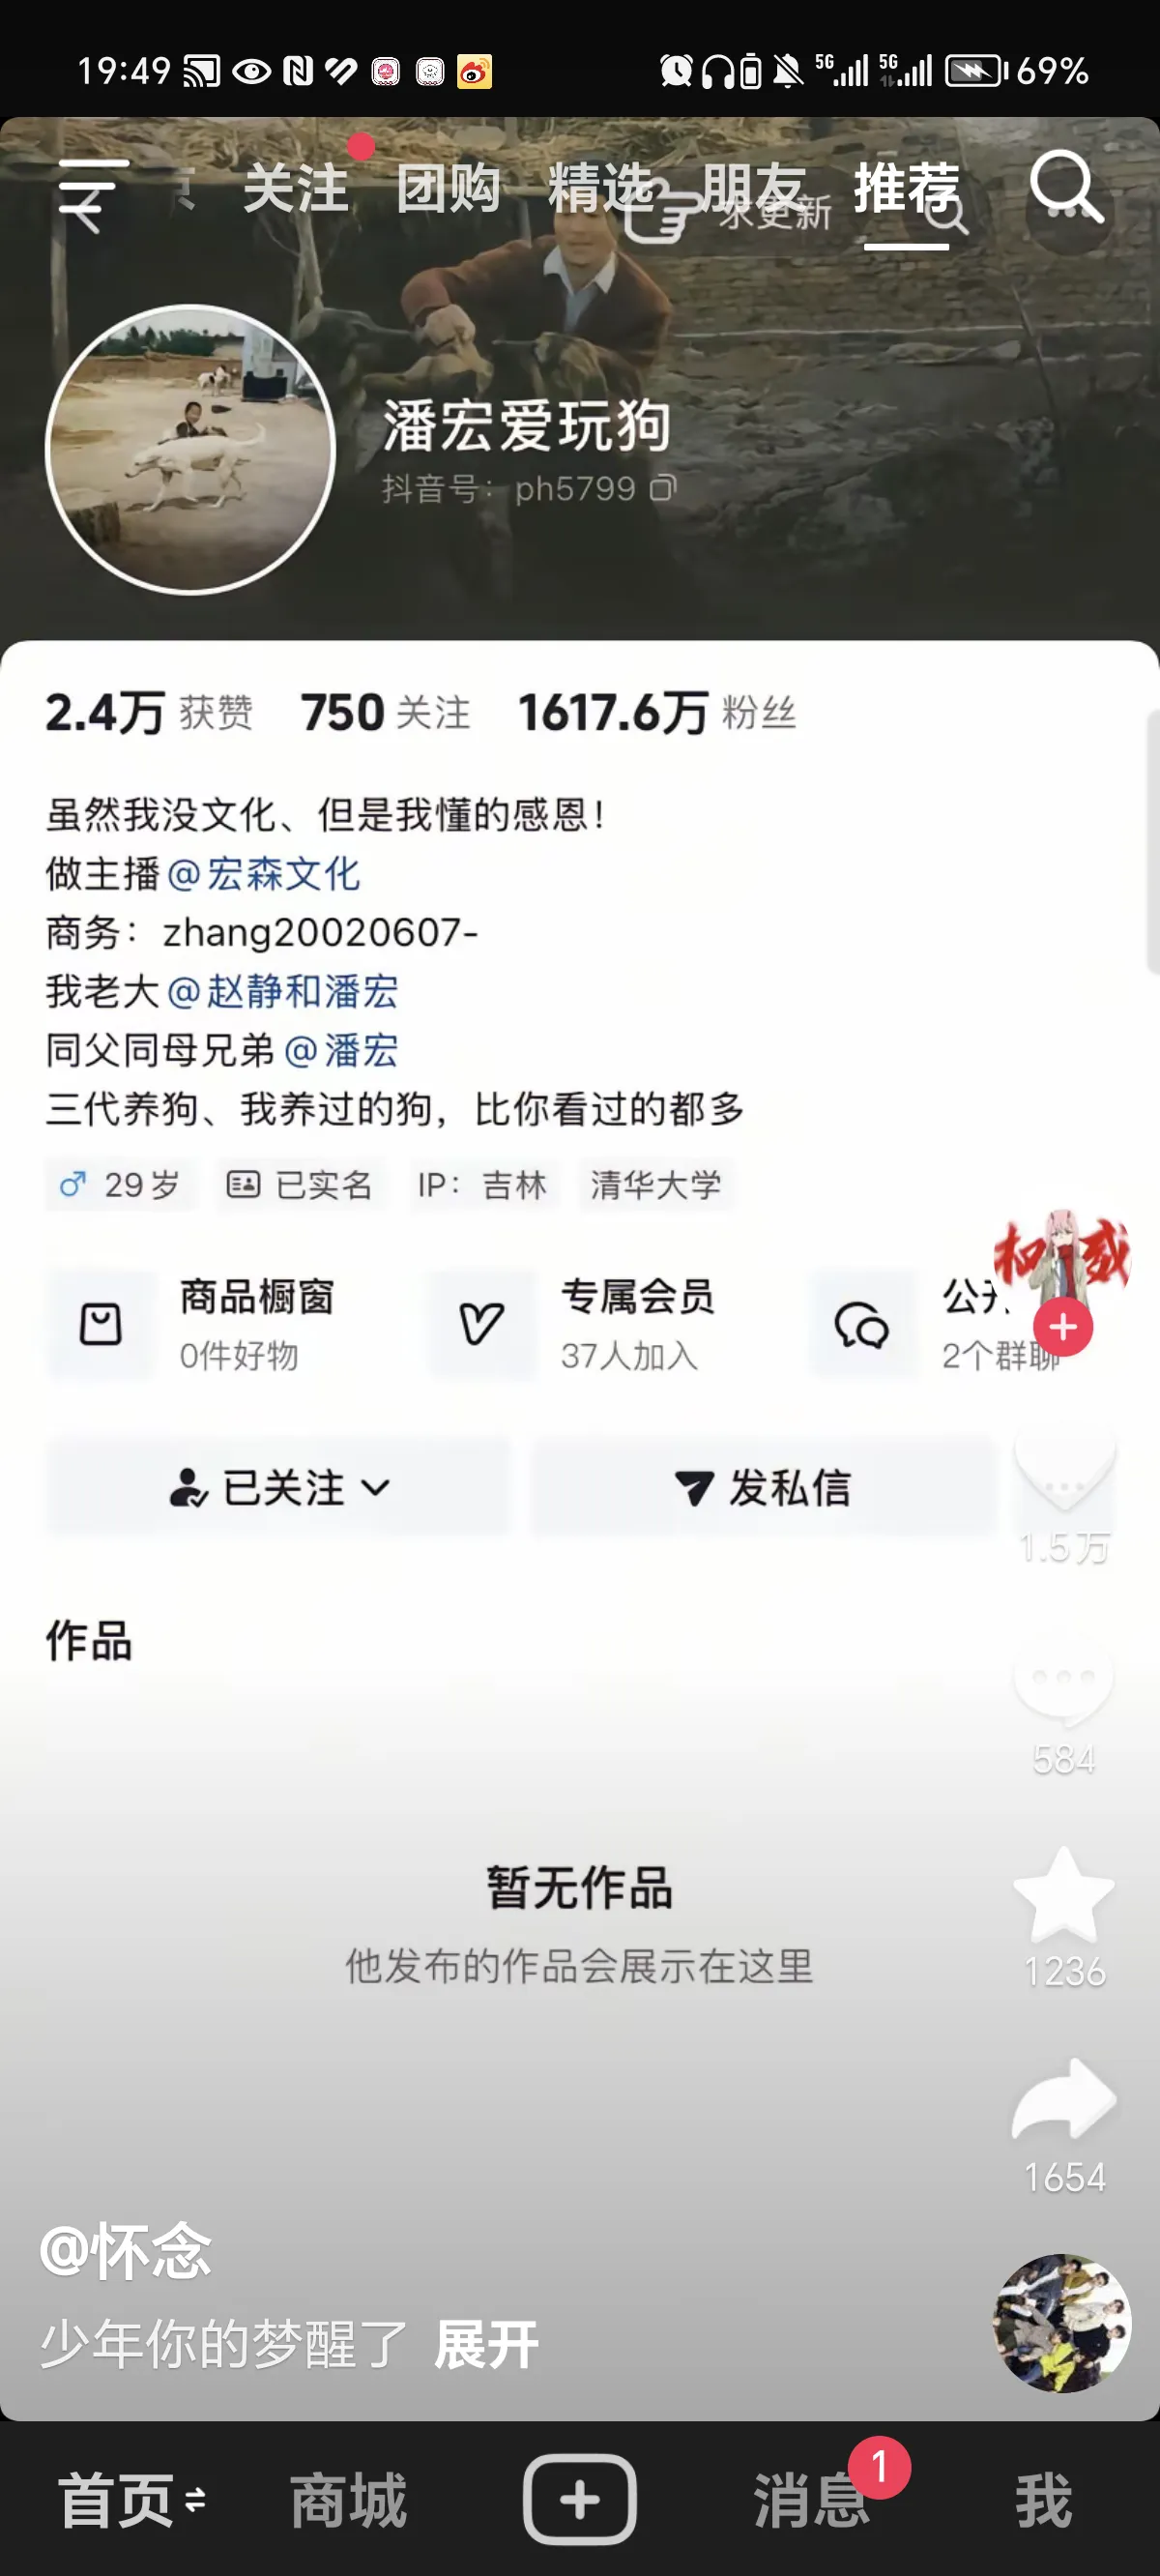 19:49
5G
5G
69%
关注
团购
精选
朋友
推荐
求更新
潘宏爱玩狗
抖音号：ph5799
2.4万 获赞 750 关注 1617.6万 粉丝
虽然我没文化、但是我懂的感恩！
做主播@宏森文化
商务：zhang20020607-
我老大@赵静和潘宏
同父同母兄弟@潘宏
三代养狗、我养过的狗，比你看过的都多
29岁 已实名 IP：吉林 清华大学
商品橱窗
0件好物
专属会员
37人加入
公开
2个群聊
权威
已关注
发私信
1.5万
作品
584
暂无作品
他发布的作品会展示在这里
1236
1654
@怀念
少年你的梦醒了 展开
首页
商城
消息
1
我